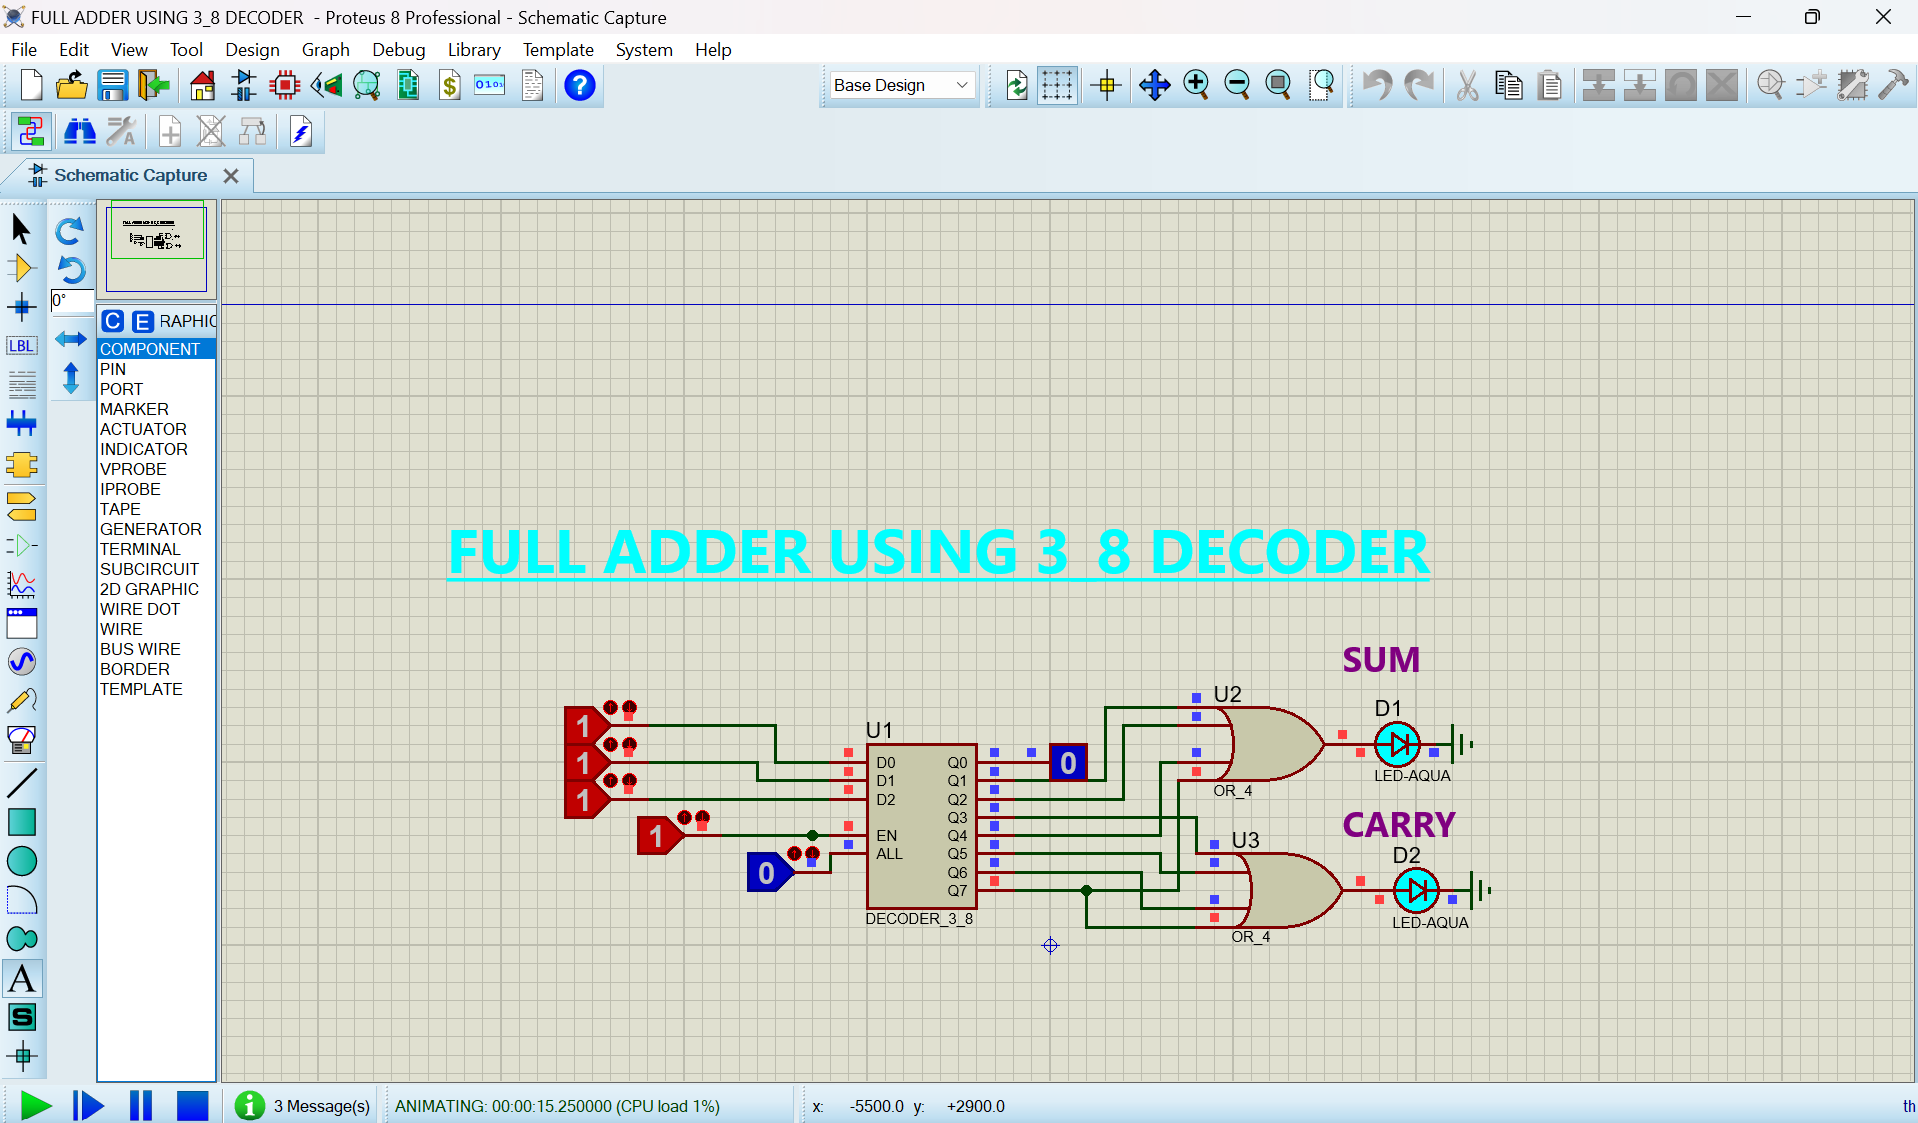 FULL ADDER USING 3_8 DECODER - Proteus 8 Professional - Schematic Capture
File Edit View Tool Design Graph Debug Library Template System Help
Base Design
Schematic Capture
0°
C E RAPHIC
LBL
COMPONENT
PIN
PORT
MARKER
ACTUATOR
INDICATOR
VPROBE
IPROBE
TAPE
GENERATOR
TERMINAL
SUBCIRCUIT
2D GRAPHIC
WIRE DOT
WIRE
BUS WIRE
BORDER
TEMPLATE
A
S
FULL ADDER USING 3 8 DECODER
SUM
U2
D1
LED-AQUA
OR_4
CARRY
U3
D2
LED-AQUA
OR_4
1
1
1
1
0
U1
D0 Q0
D1 Q1
D2 Q2
Q3
EN Q4
ALL Q5
Q6
Q7
DECODER_3_8
0
3 Message(s) ANIMATING: 00:00:15.250000 (CPU load 1%) x: -5500.0 y: +2900.0 th